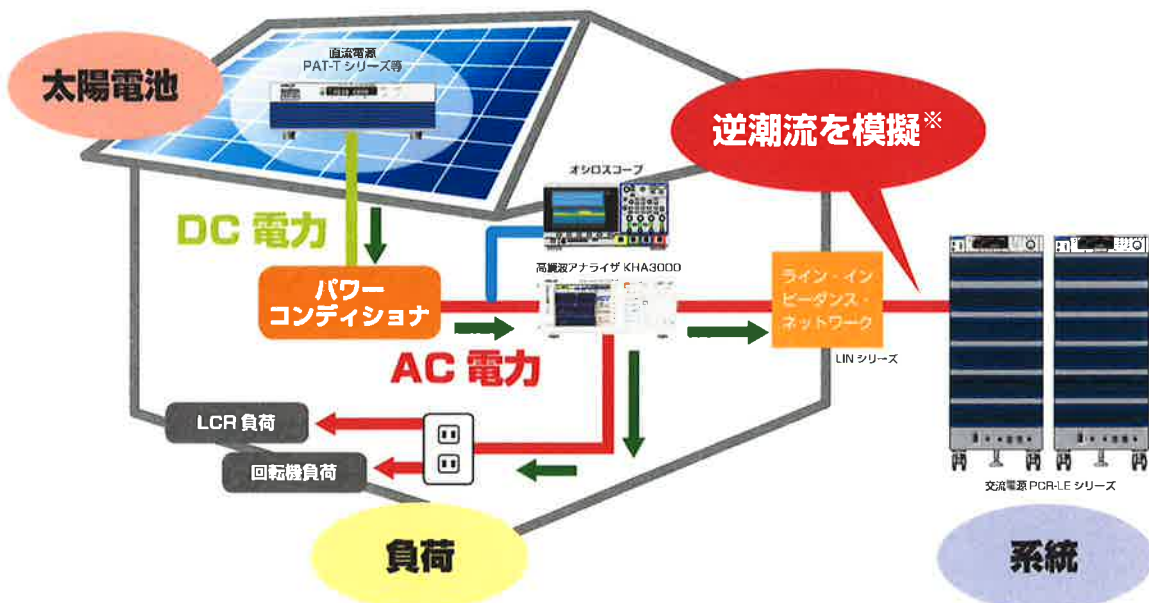 太陽電池
直流電源
PAT-Tシリーズ等
逆潮流を模擬※
オシロスコープ
DC 電力
高調波アナライザ KHA3000
パワー
コンディショナ
ライン・イン
ピーダンス・
ネットワーク
LIN シリーズ
AC 電力
LCR 負荷
回転機負荷
交流電源 PCR-LE シリーズ
負荷
系統